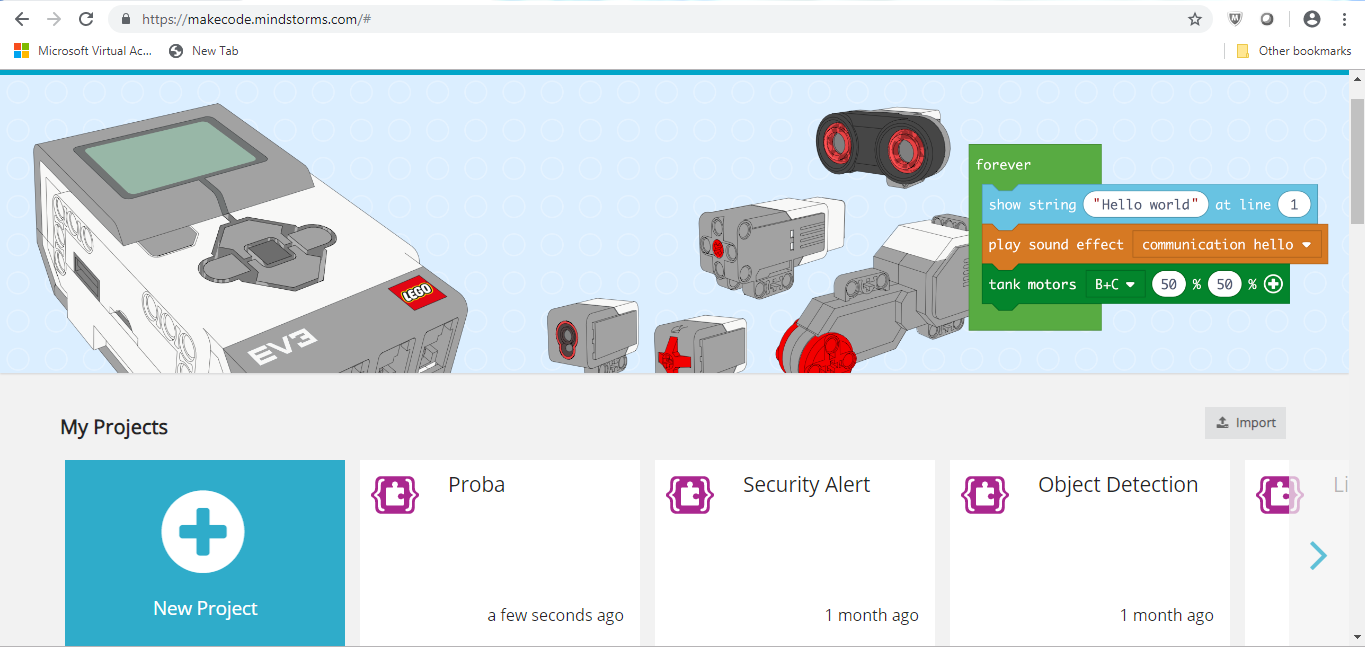 https://makecode.mindstorms.com/#
Microsoft Virtual Ac... New Tab Other bookmarks
forever
show string "Hello world" at line 1
play sound effect communication hello
tank motors B+C 50 % 50 %
LEGO
EV3
My Projects
Import
New Project
Proba
a few seconds ago
Security Alert
1 month ago
Object Detection
1 month ago
Li